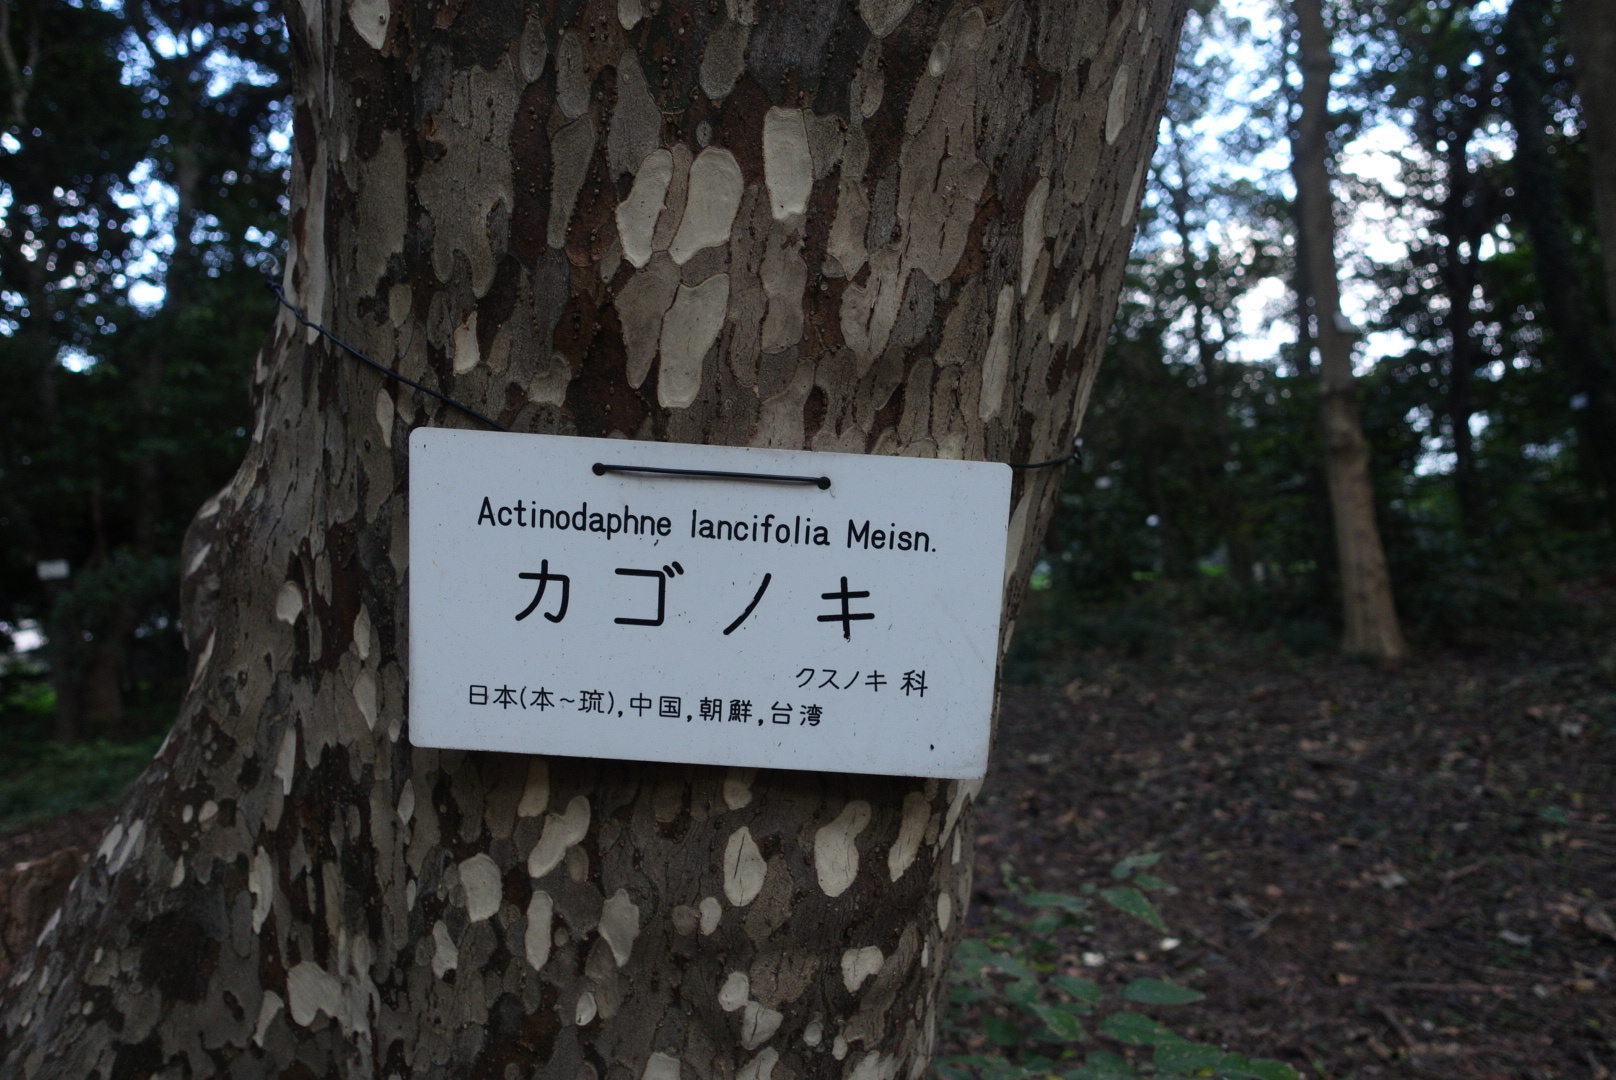 Actinodaphne lancifolia Meisn.
カゴノキ
クスノキ 科
日本(本～琉),中国,朝鮮,台湾